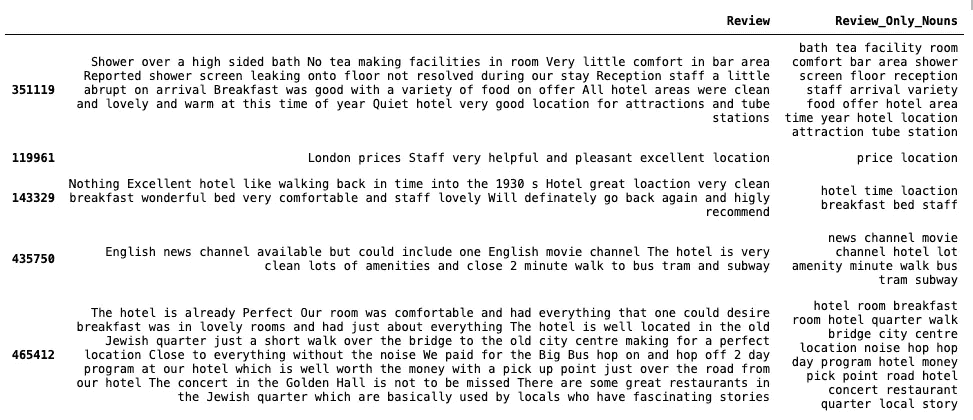 Review Review_Only_Nouns
351119
Shower over a high sided bath No tea making facilities in room Very little comfort in bar area
Reported shower screen leaking onto floor not resolved during our stay Reception staff a little
abrupt on arrival Breakfast was good with a variety of food on offer All hotel areas were clean
and lovely and warm at this time of year Quiet hotel very good location for attractions and tube
stations
bath tea facility room
comfort bar area shower
screen floor reception
staff arrival variety
food offer hotel area
time year hotel location
attraction tube station
119961
London prices Staff very helpful and pleasant excellent location
price location
143329
Nothing Excellent hotel like walking back in time into the 1930 s Hotel great loaction very clean
breakfast wonderful bed very comfortable and staff lovely Will definately go back again and higly
recommend
hotel time loaction
breakfast bed staff
435750
English news channel available but could include one English movie channel The hotel is very
clean lots of amenities and close 2 minute walk to bus tram and subway
news channel movie
channel hotel lot
amenity minute walk bus
tram subway
465412
The hotel is already Perfect Our room was comfortable and had everything that one could desire
breakfast was in lovely rooms and had just about everything The hotel is well located in the old
Jewish quarter just a short walk over the bridge to the old city centre making for a perfect
location Close to everything without the noise We paid for the Big Bus hop on and hop off 2 day
program at our hotel which is well worth the money with a pick up point just over the road from
our hotel The concert in the Golden Hall is not to be missed There are some great restaurants in
the Jewish quarter which are basically used by locals who have fascinating stories
hotel room breakfast
room hotel quarter walk
bridge city centre
location noise hop hop
day program hotel money
pick point road hotel
concert restaurant
quarter local story